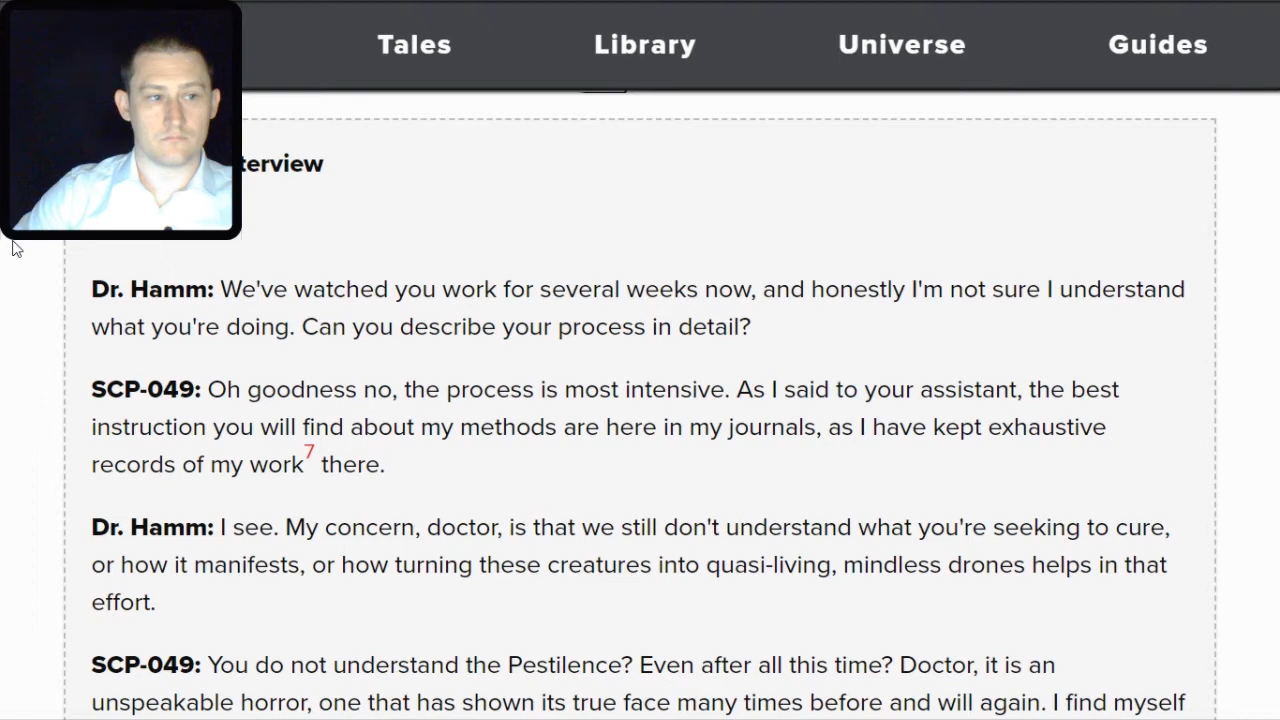 Tales Library Universe Guides
terview
Dr. Hamm: We've watched you work for several weeks now, and honestly I'm not sure I understand
what you're doing. Can you describe your process in detail?
SCP-049: Oh goodness no, the process is most intensive. As I said to your assistant, the best
instruction you will find about my methods are here in my journals, as I have kept exhaustive
records of my work7 there.
Dr. Hamm: I see. My concern, doctor, is that we still don't understand what you're seeking to cure,
or how it manifests, or how turning these creatures into quasi-living, mindless drones helps in that
effort.
SCP-049: You do not understand the Pestilence? Even after all this time? Doctor, it is an
unspeakable horror, one that has shown its true face many times before and will again. I find myself